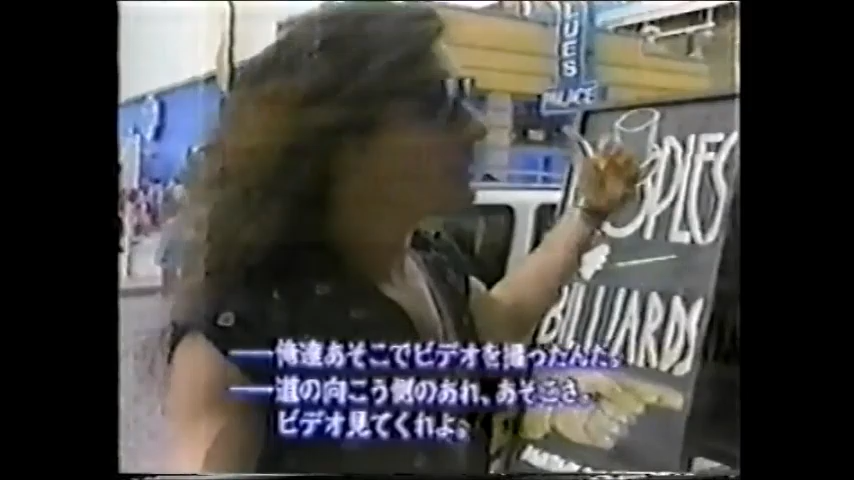 BLUES
PALACE
PEOPLES
BILLIARDS
―俺達あそこでビデオを撮ったんだ。
―道の向こう側のあれ、あそこさ。
ビデオ見てくれよ。